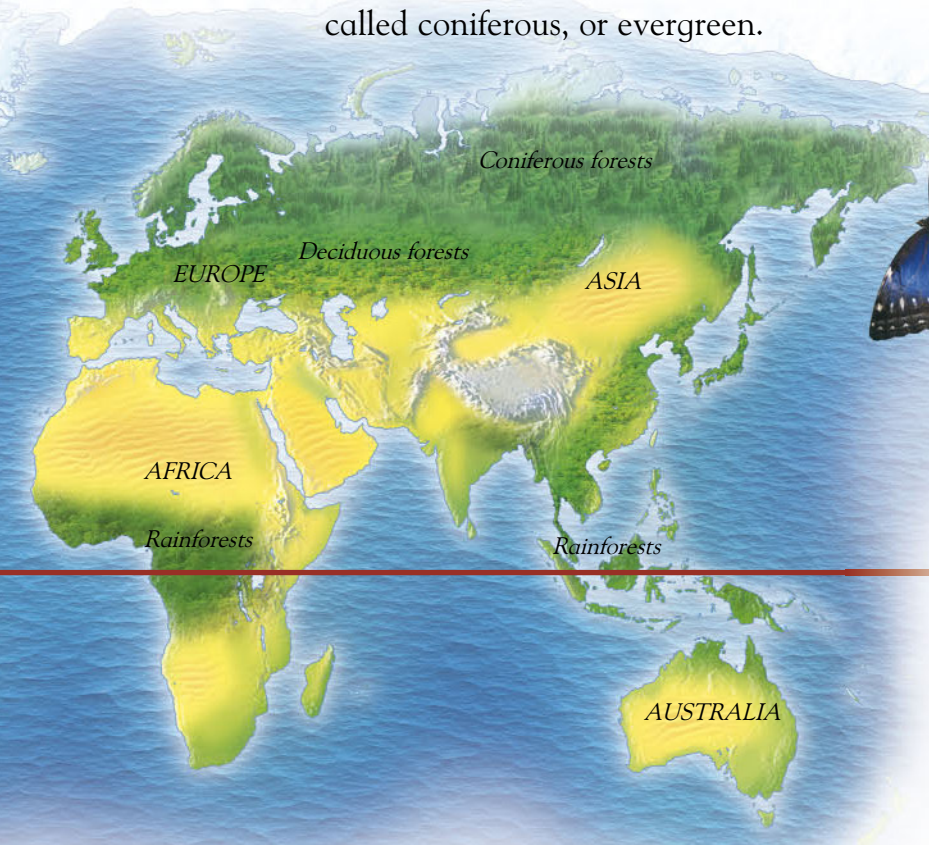 called coniferous, or evergreen.
Coniferous forests
Deciduous forests
EUROPE
ASIA
AFRICA
Rainforests
Rainforests
AUSTRALIA